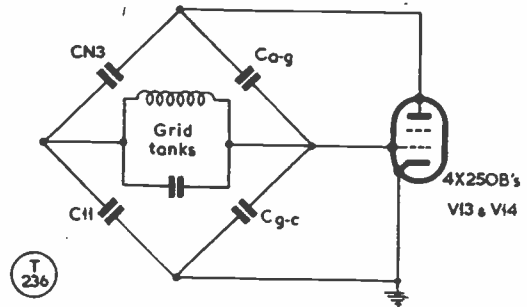 CN3
Ca-g
Grid
tanks
C11
Cg-c
4X250B's
V13 & V14
T
236